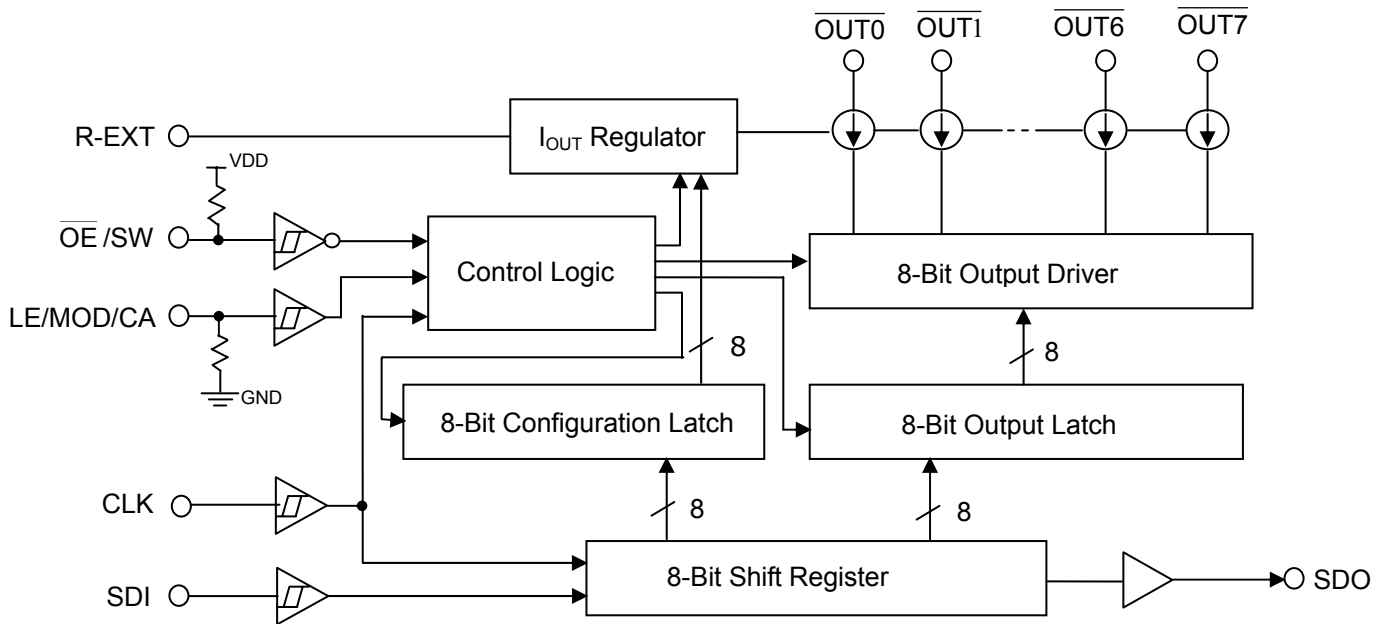 OUT0 OUT1 OUT6 OUT7
R-EXT
I_OUT Regulator
VDD
OE /SW
Control Logic
8-Bit Output Driver
LE/MOD/CA
GND
8
8
8-Bit Configuration Latch
8-Bit Output Latch
CLK
8
8
8-Bit Shift Register
SDI
SDO